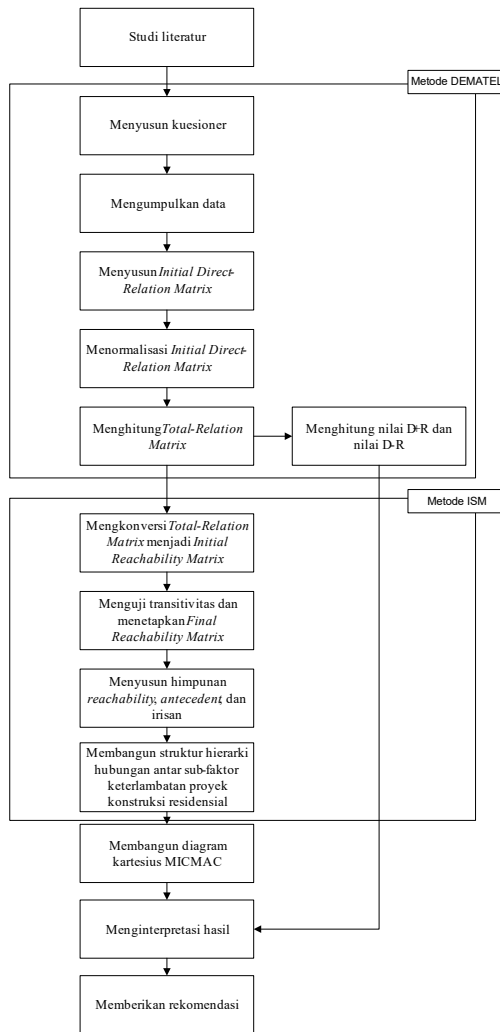 Studi literatur
Metode DEMATEL
Menyusun kuesioner
Mengumpulkan data
Menyusun Initial Direct-
Relation Matrix
Menormalisasi Initial Direct-
Relation Matrix
Menghitung Total-Relation
Matrix
Menghitung nilai D+R dan
nilai D-R
Metode ISM
Mengkonversi Total-Relation
Matrix menjadi Initial
Reachability Matrix
Menguji transitivitas dan
menetapkan Final
Reachability Matrix
Menyusun himpunan
reachability, antecedent, dan
irisan
Membangun struktur hierarki
hubungan antar sub-faktor
keterlambatan proyek
konstruksi residensial
Membangun diagram
kartesius MICMAC
Menginterpretasi hasil
Memberikan rekomendasi